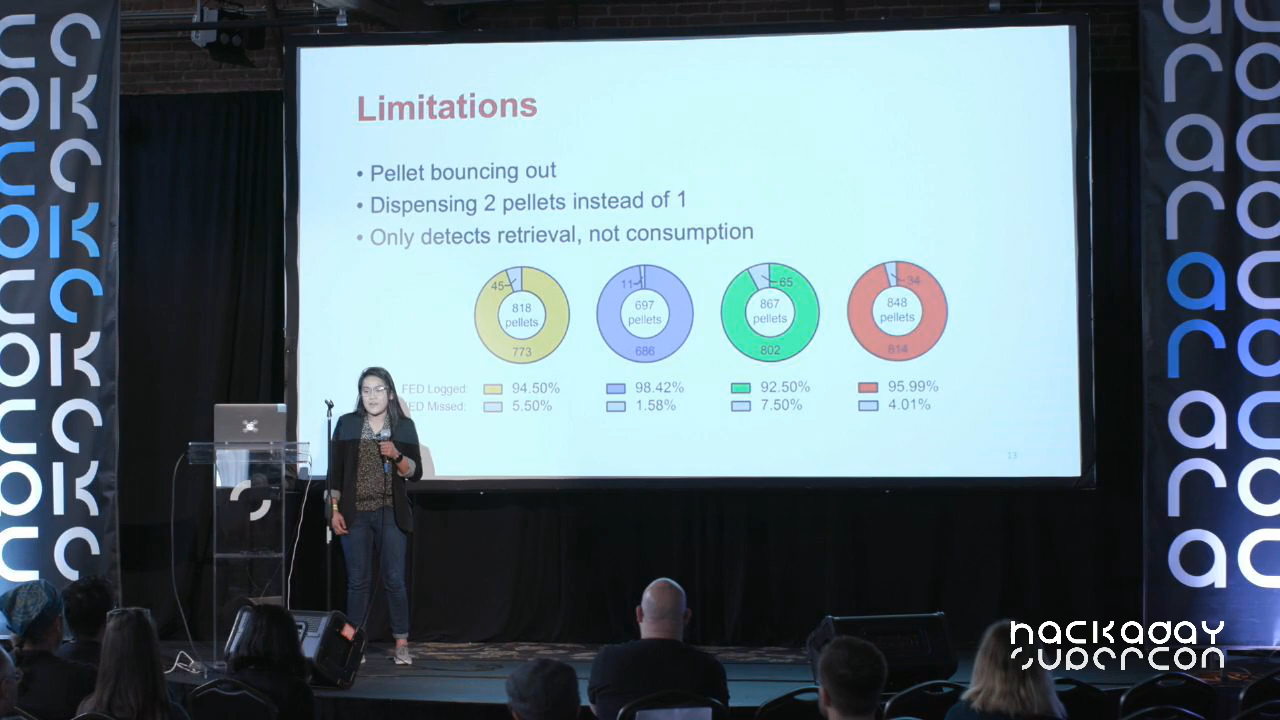 Limitations
• Pellet bouncing out
• Dispensing 2 pellets instead of 1
• Only detects retrieval, not consumption
45 11 65 34
818 pellets 697 pellets 867 pellets 848 pellets
773 686 802 814
FED Logged: 94.50% 98.42% 92.50% 95.99%
ED Missed: 5.50% 1.58% 7.50% 4.01%
13
hackaday
supercon